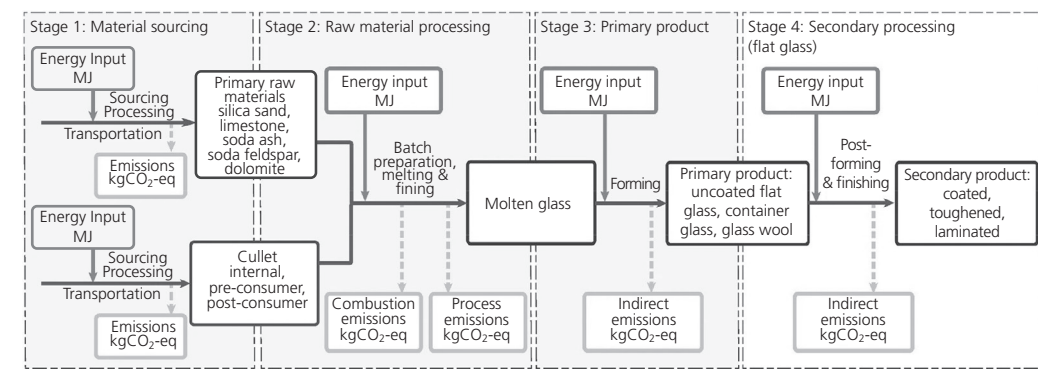 Stage 1: Material sourcing
Energy Input
MJ
Sourcing
Processing
Transportation
Emissions
kgCO₂-eq
Primary raw
materials
silica sand,
limestone,
soda ash,
soda feldspar,
dolomite
Energy Input
MJ
Sourcing
Processing
Transportation
Emissions
kgCO₂-eq
Cullet
internal,
pre-consumer,
post-consumer
Stage 2: Raw material processing
Energy input
MJ
Batch
preparation,
melting &
fining
Combustion
emissions
kgCO₂-eq
Process
emissions
kgCO₂-eq
Molten glass
Stage 3: Primary product
Energy input
MJ
Forming
Indirect
emissions
kgCO₂-eq
Primary product:
uncoated flat
glass, container
glass, glass wool
Stage 4: Secondary processing
(flat glass)
Energy input
MJ
Post-
forming
& finishing
Indirect
emissions
kgCO₂-eq
Secondary product:
coated,
toughened,
laminated